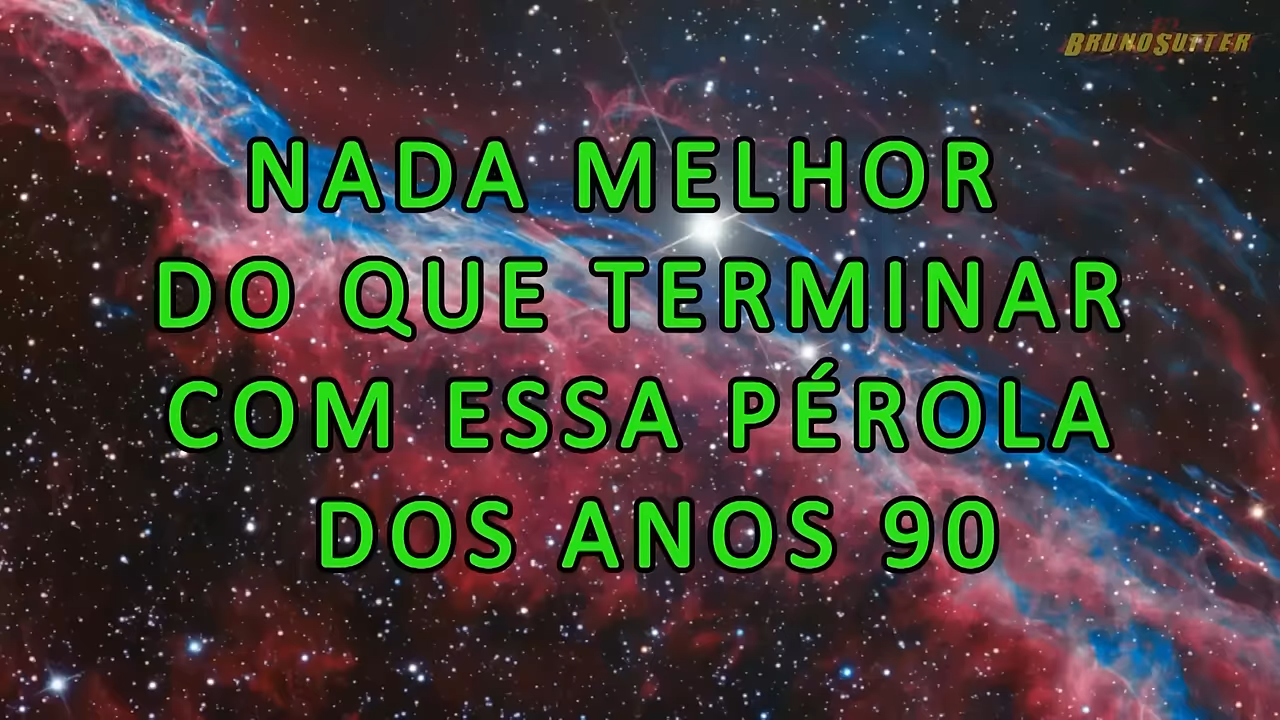 BRUNOSUTTER
NADA MELHOR
DO QUE TERMINAR
COM ESSA PÉROLA
DOS ANOS 90